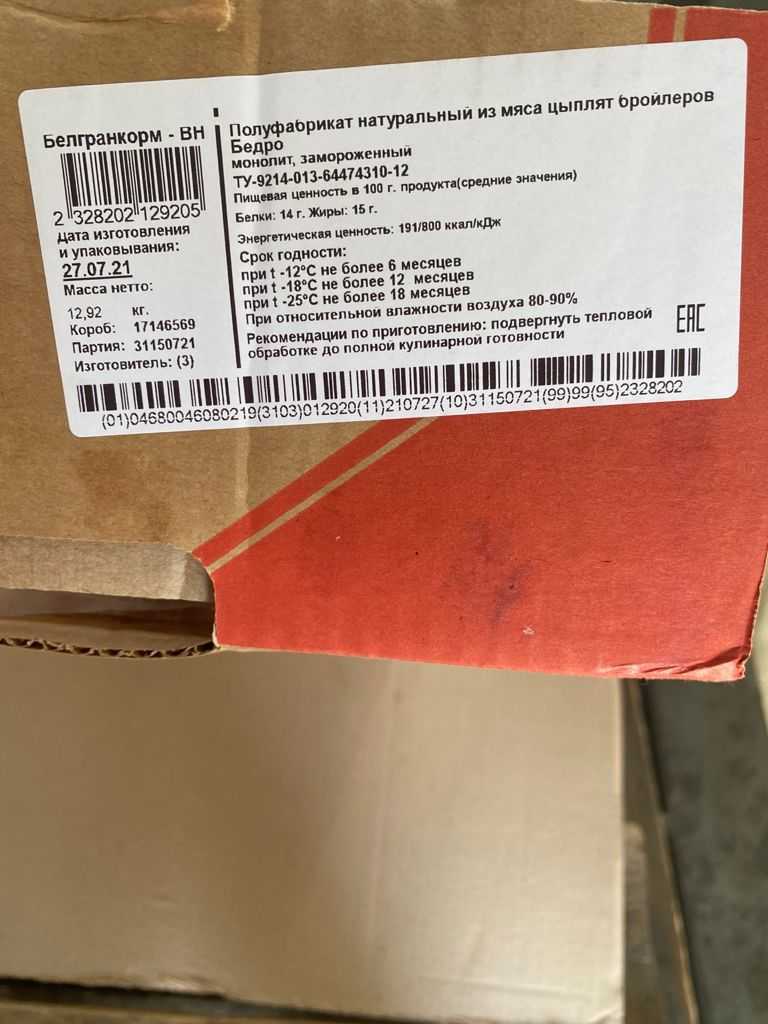 Белгранкорм - ВН
2 328202 129205
Дата изготовления
и упаковывания:
27.07.21
Масса нетто:
12,92 кг.
Короб: 17146569
Партия: 31150721
Изготовитель: (3)
Полуфабрикат натуральный из мяса цыплят бройлеров
Бедро
монолит, замороженный
ТУ-9214-013-64474310-12
Пищевая ценность в 100 г. продукта(средние значения)
Белки: 14 г. Жиры: 15 г.
Энергетическая ценность: 191/800 ккал/кДж
Срок годности:
при t -12°С не более 6 месяцев
при t -18°С не более 12 месяцев
при t -25°С не более 18 месяцев
При относительной влажности воздуха 80-90%
Рекомендации по приготовлению: подвергнуть тепловой
обработке до полной кулинарной готовности
EAC
(01)04680046080219(3103)012920(11)210727(10)31150721(99)99(95)2328202